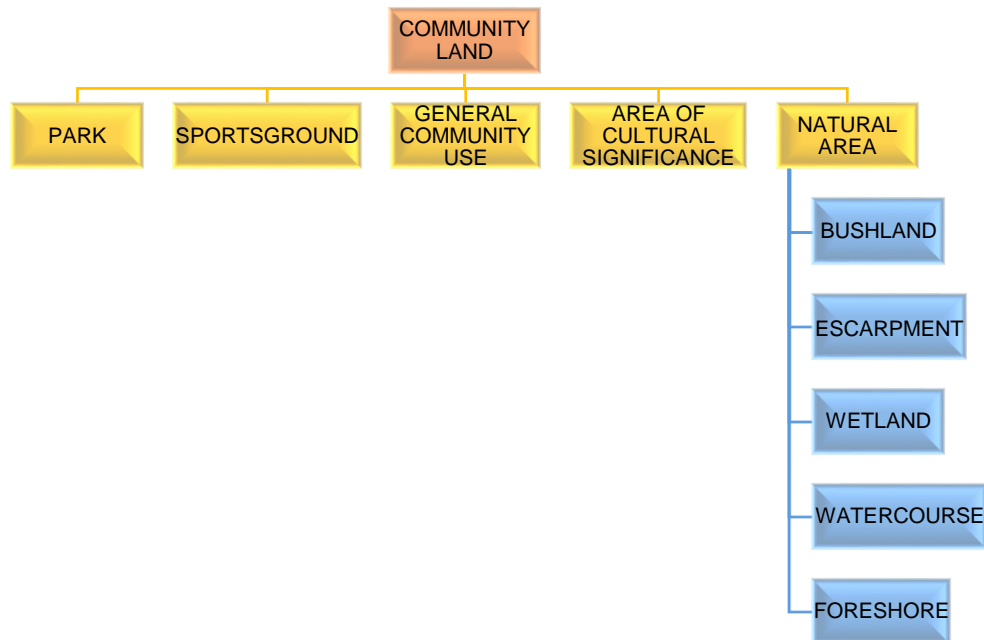 COMMUNITY
LAND
PARK
SPORTSGROUND
GENERAL
COMMUNITY
USE
AREA OF
CULTURAL
SIGNIFICANCE
NATURAL
AREA
BUSHLAND
ESCARPMENT
WETLAND
WATERCOURSE
FORESHORE